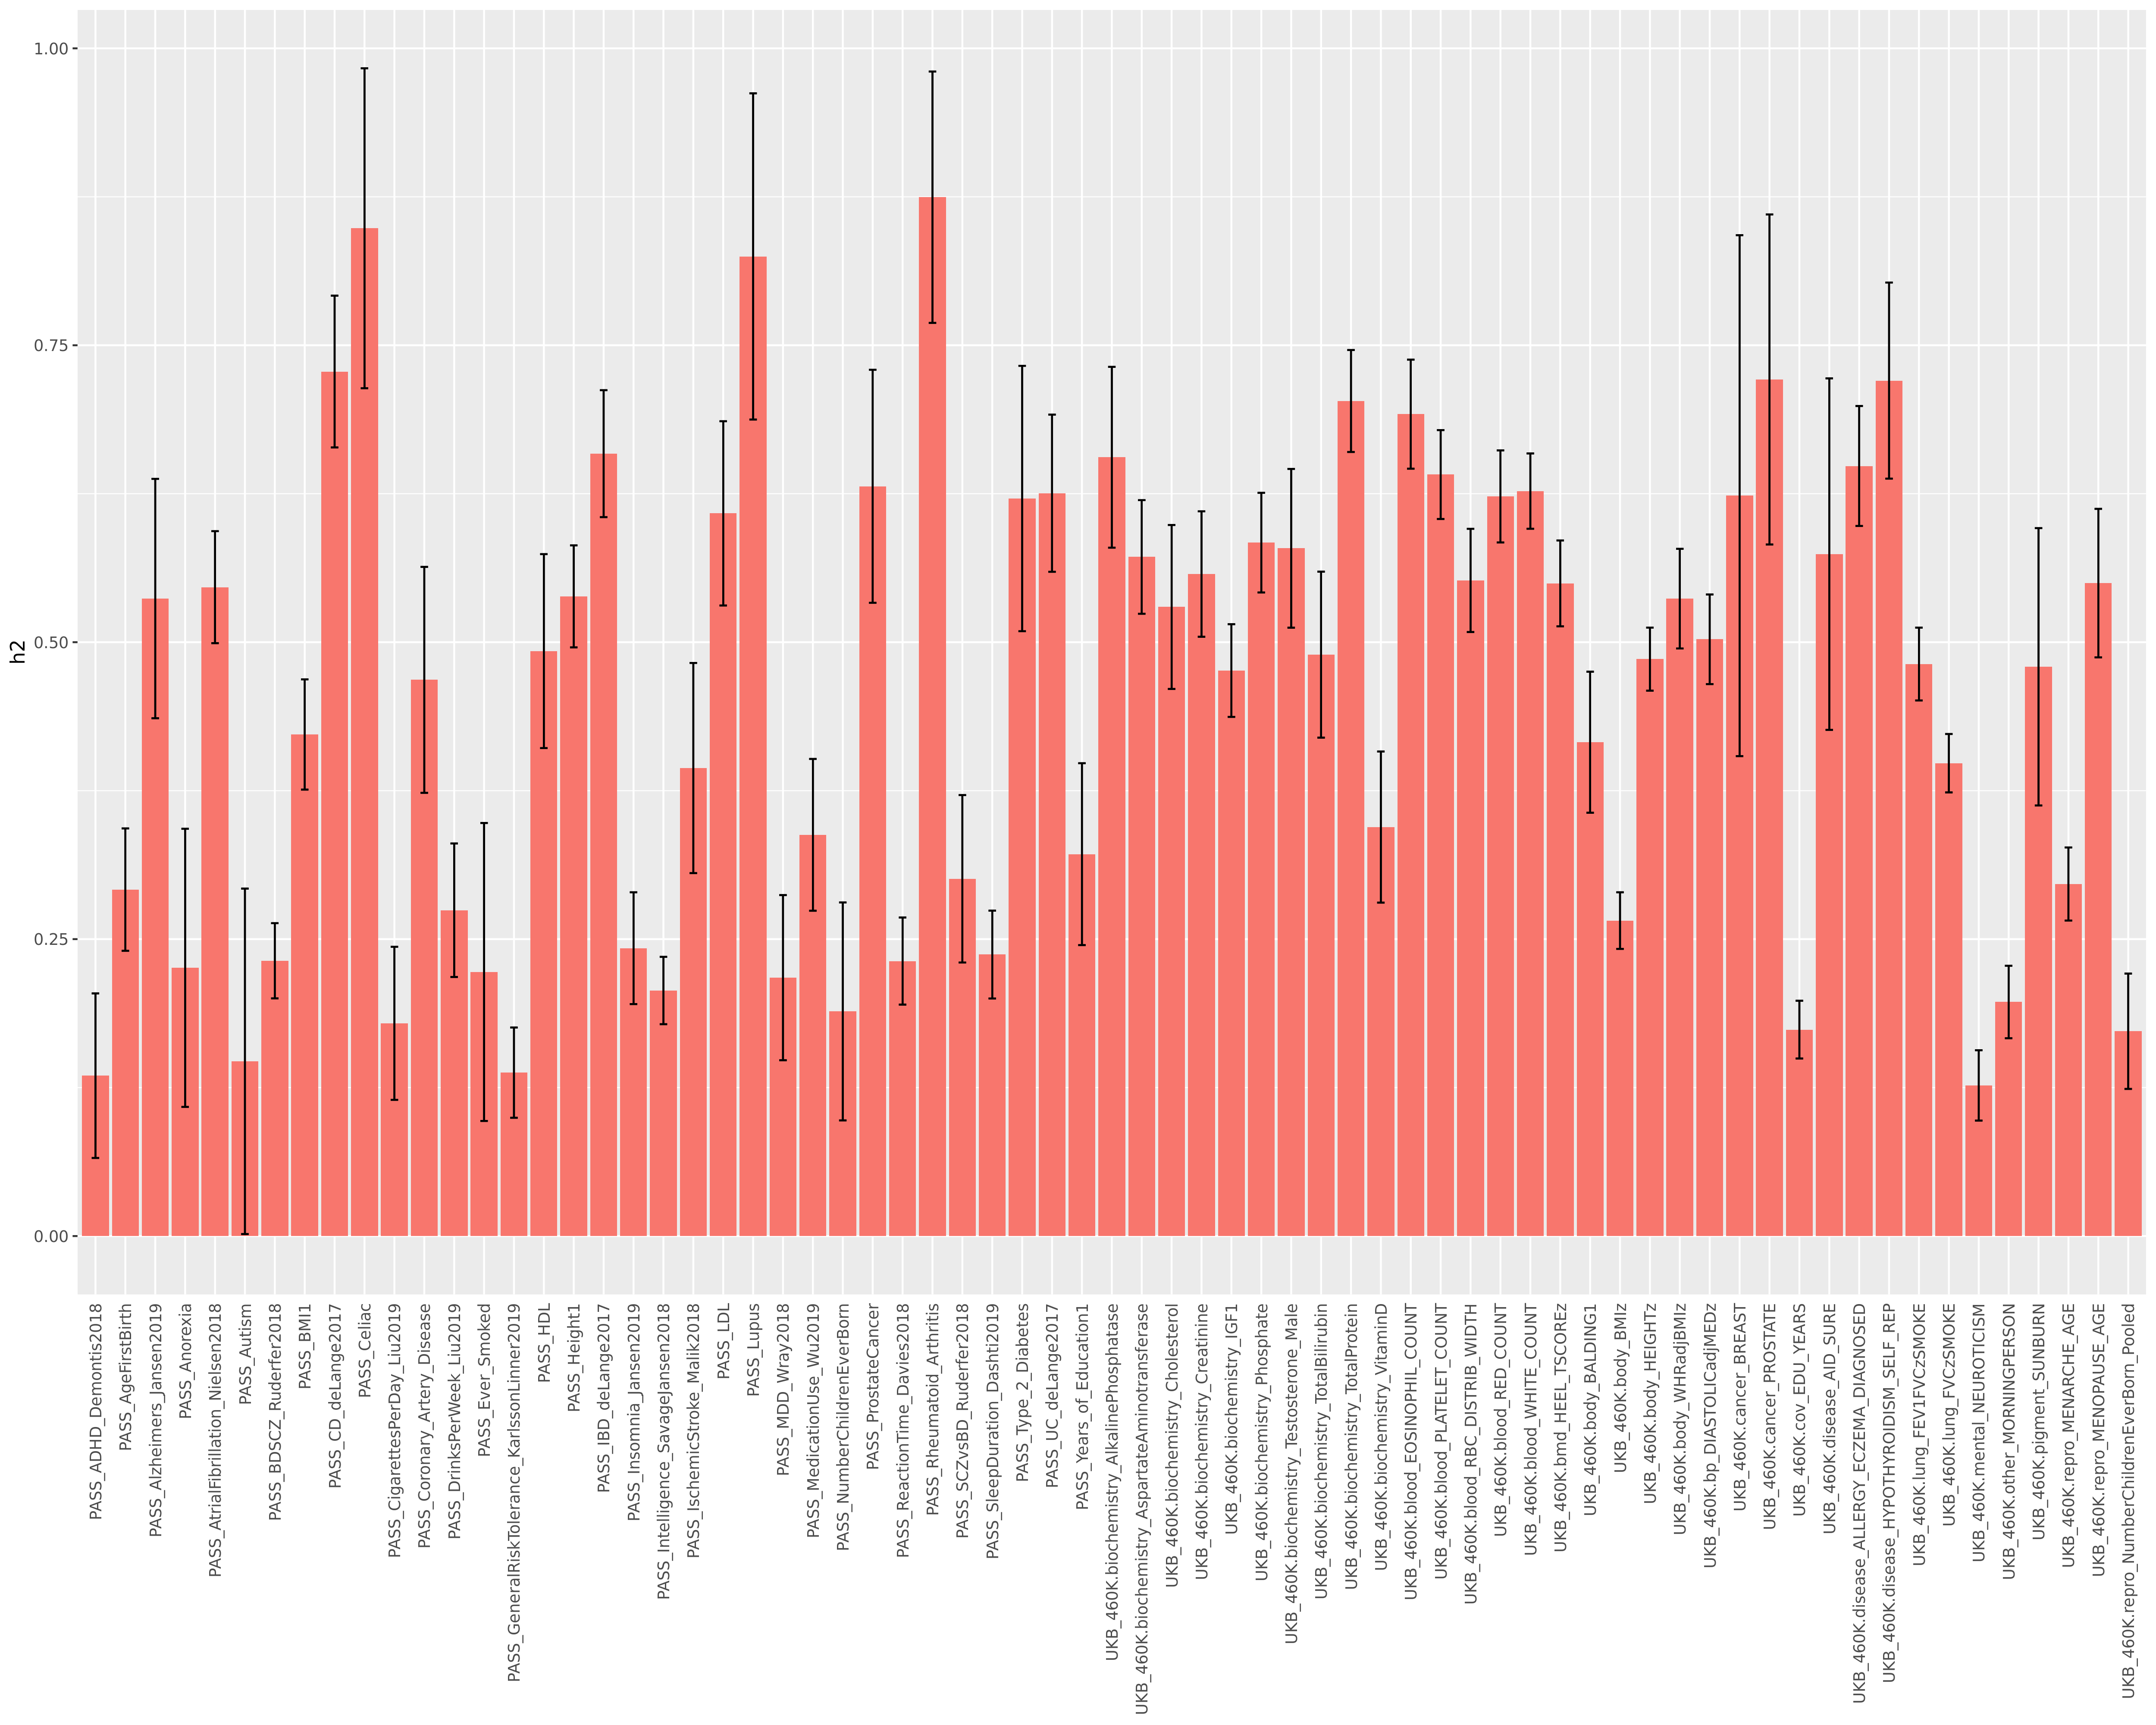 h2
1.00
0.75
0.50
0.25
0.00
PASS_ADHD_Demontis2018
PASS_AgeFirstBirth
PASS_Alzheimers_Jansen2019
PASS_Anorexia
PASS_AtrialFibrillation_Nielsen2018
PASS_Autism
PASS_BDSCZ_Ruderfer2018
PASS_BMI1
PASS_CD_deLange2017
PASS_Celiac
PASS_CigarettesPerDay_Liu2019
PASS_Coronary_Artery_Disease
PASS_DrinksPerWeek_Liu2019
PASS_Ever_Smoked
PASS_GeneralRiskTolerance_KarlssonLinner2019
PASS_HDL
PASS_Height1
PASS_IBD_deLange2017
PASS_Insomnia_Jansen2019
PASS_Intelligence_SavageJansen2018
PASS_IschemicStroke_Malik2018
PASS_LDL
PASS_Lupus
PASS_MDD_Wray2018
PASS_MedicationUse_Wu2019
PASS_NumberChildrenEverBorn
PASS_ProstateCancer
PASS_ReactionTime_Davies2018
PASS_Rheumatoid_Arthritis
PASS_SCZvsBD_Ruderfer2018
PASS_SleepDuration_Dashti2019
PASS_Type_2_Diabetes
PASS_UC_deLange2017
PASS_Years_of_Education1
UKB_460K.biochemistry_AlkalinePhosphatase
UKB_460K.biochemistry_AspartateAminotransferase
UKB_460K.biochemistry_Cholesterol
UKB_460K.biochemistry_Creatinine
UKB_460K.biochemistry_IGF1
UKB_460K.biochemistry_Phosphate
UKB_460K.biochemistry_Testosterone_Male
UKB_460K.biochemistry_TotalBilirubin
UKB_460K.biochemistry_TotalProtein
UKB_460K.biochemistry_VitaminD
UKB_460K.blood_EOSINOPHIL_COUNT
UKB_460K.blood_PLATELET_COUNT
UKB_460K.blood_RBC_DISTRIB_WIDTH
UKB_460K.blood_RED_COUNT
UKB_460K.blood_WHITE_COUNT
UKB_460K.bmd_HEEL_TSCOREz
UKB_460K.body_BALDING1
UKB_460K.body_BMIz
UKB_460K.body_HEIGHTz
UKB_460K.body_WHRadjBMIz
UKB_460K.bp_DIASTOLICadjMEDz
UKB_460K.cancer_BREAST
UKB_460K.cancer_PROSTATE
UKB_460K.cov_EDU_YEARS
UKB_460K.disease_AID_SURE
UKB_460K.disease_ALLERGY_ECZEMA_DIAGNOSED
UKB_460K.disease_HYPOTHYROIDISM_SELF_REP
UKB_460K.lung_FEV1FVCzSMOKE
UKB_460K.lung_FVCzSMOKE
UKB_460K.mental_NEUROTICISM
UKB_460K.other_MORNINGPERSON
UKB_460K.pigment_SUNBURN
UKB_460K.repro_MENARCHE_AGE
UKB_460K.repro_MENOPAUSE_AGE
UKB_460K.repro_NumberChildrenEverBorn_Pooled